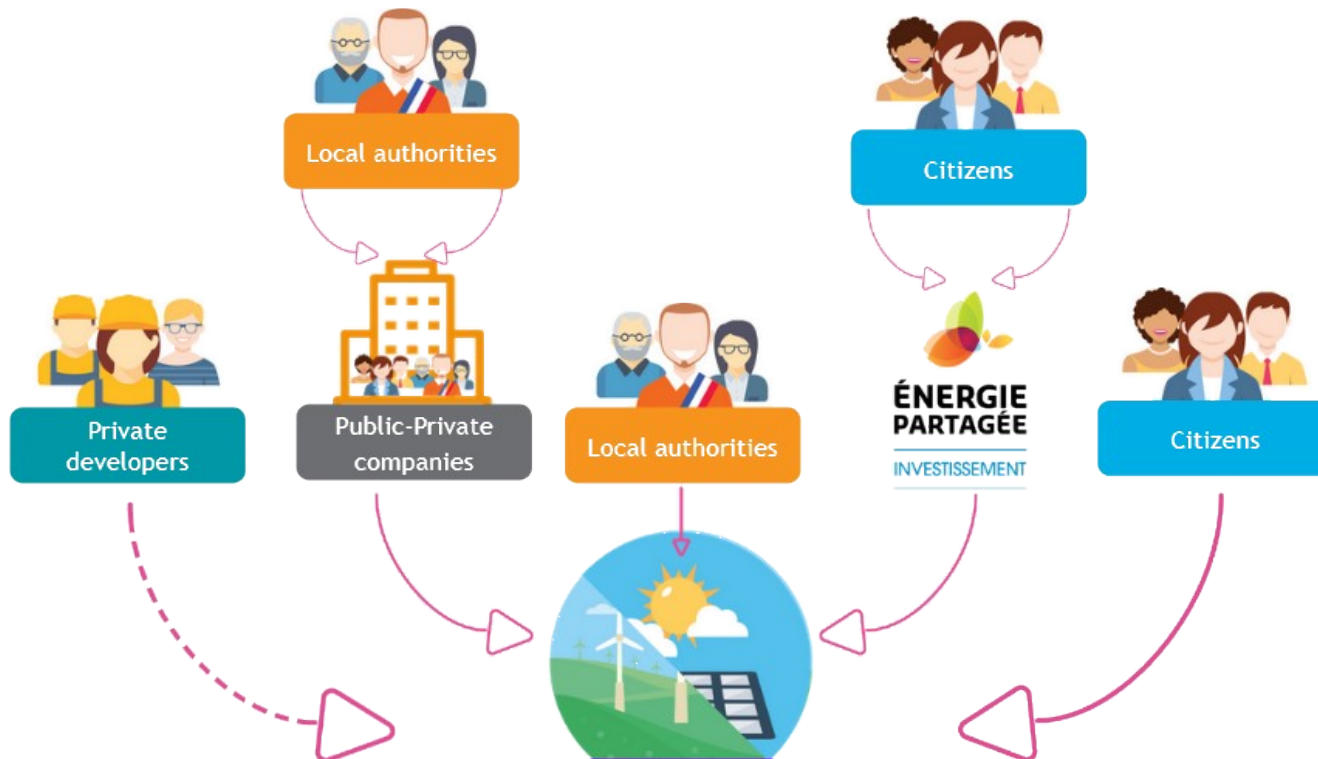 Local authorities
Citizens
Private
developers
Public-Private
companies
Local authorities
ÉNERGIE
PARTAGÉE
INVESTISSEMENT
Citizens